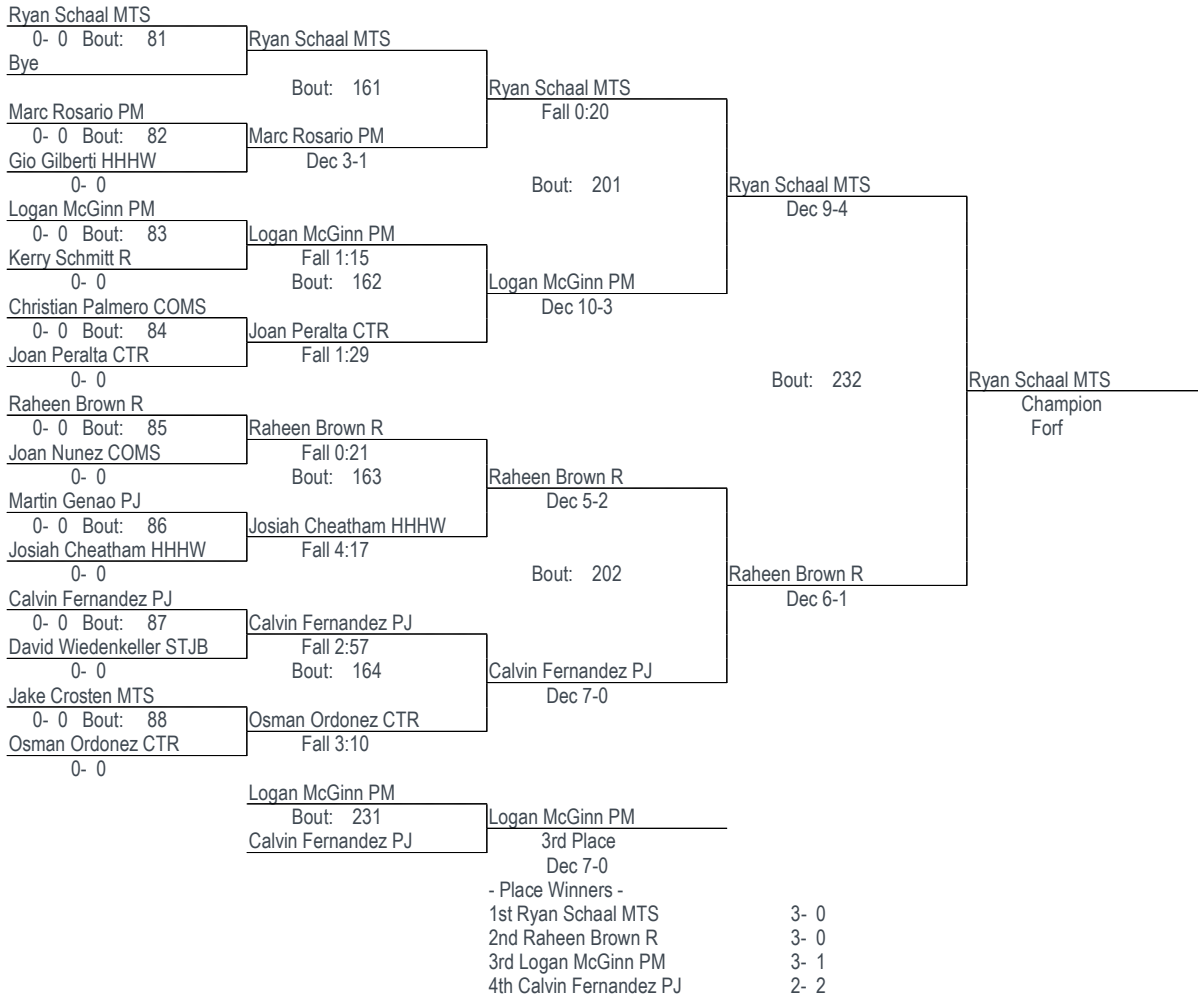 Ryan Schaal MTS
0- 0 Bout: 81
Ryan Schaal MTS
Bye
Bout: 161
Ryan Schaal MTS
Marc Rosario PM
Fall 0:20
0- 0 Bout: 82
Marc Rosario PM
Gio Gilberti HHHW
Dec 3-1
0- 0
Bout: 201
Ryan Schaal MTS
Logan McGinn PM
Dec 9-4
0- 0 Bout: 83
Logan McGinn PM
Kerry Schmitt R
Fall 1:15
0- 0
Bout: 162
Logan McGinn PM
Christian Palmero COMS
Dec 10-3
0- 0 Bout: 84
Joan Peralta CTR
Joan Peralta CTR
Fall 1:29
0- 0
Bout: 232
Ryan Schaal MTS
Raheen Brown R
Champion
0- 0 Bout: 85
Raheen Brown R
Forf
Joan Nunez COMS
Fall 0:21
0- 0
Bout: 163
Raheen Brown R
Martin Genao PJ
Dec 5-2
0- 0 Bout: 86
Josiah Cheatham HHHW
Josiah Cheatham HHHW
Fall 4:17
0- 0
Bout: 202
Raheen Brown R
Calvin Fernandez PJ
Dec 6-1
0- 0 Bout: 87
Calvin Fernandez PJ
David Wiedenkeller STJB
Fall 2:57
0- 0
Bout: 164
Calvin Fernandez PJ
Jake Crosten MTS
Dec 7-0
0- 0 Bout: 88
Osman Ordonez CTR
Osman Ordonez CTR
Fall 3:10
0- 0
Logan McGinn PM
Bout: 231
Logan McGinn PM
Calvin Fernandez PJ
3rd Place
Dec 7-0
- Place Winners -
1st Ryan Schaal MTS 3- 0
2nd Raheen Brown R 3- 0
3rd Logan McGinn PM 3- 1
4th Calvin Fernandez PJ 2- 2